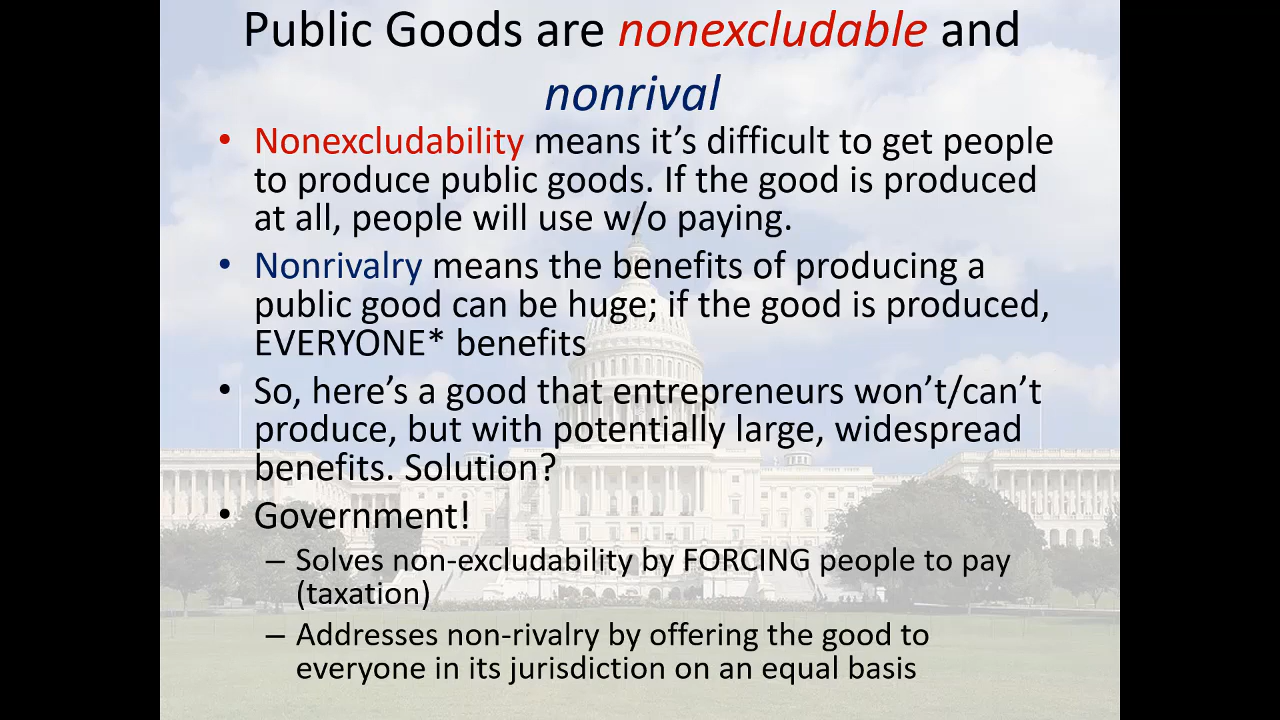 Public Goods are nonexcludable and
nonrival
• Nonexcludability means it’s difficult to get people
to produce public goods. If the good is produced
at all, people will use w/o paying.
• Nonrivalry means the benefits of producing a
public good can be huge; if the good is produced,
EVERYONE* benefits
• So, here’s a good that entrepreneurs won’t/can’t
produce, but with potentially large, widespread
benefits. Solution?
• Government!
– Solves non-excludability by FORCING people to pay
(taxation)
– Addresses non-rivalry by offering the good to
everyone in its jurisdiction on an equal basis